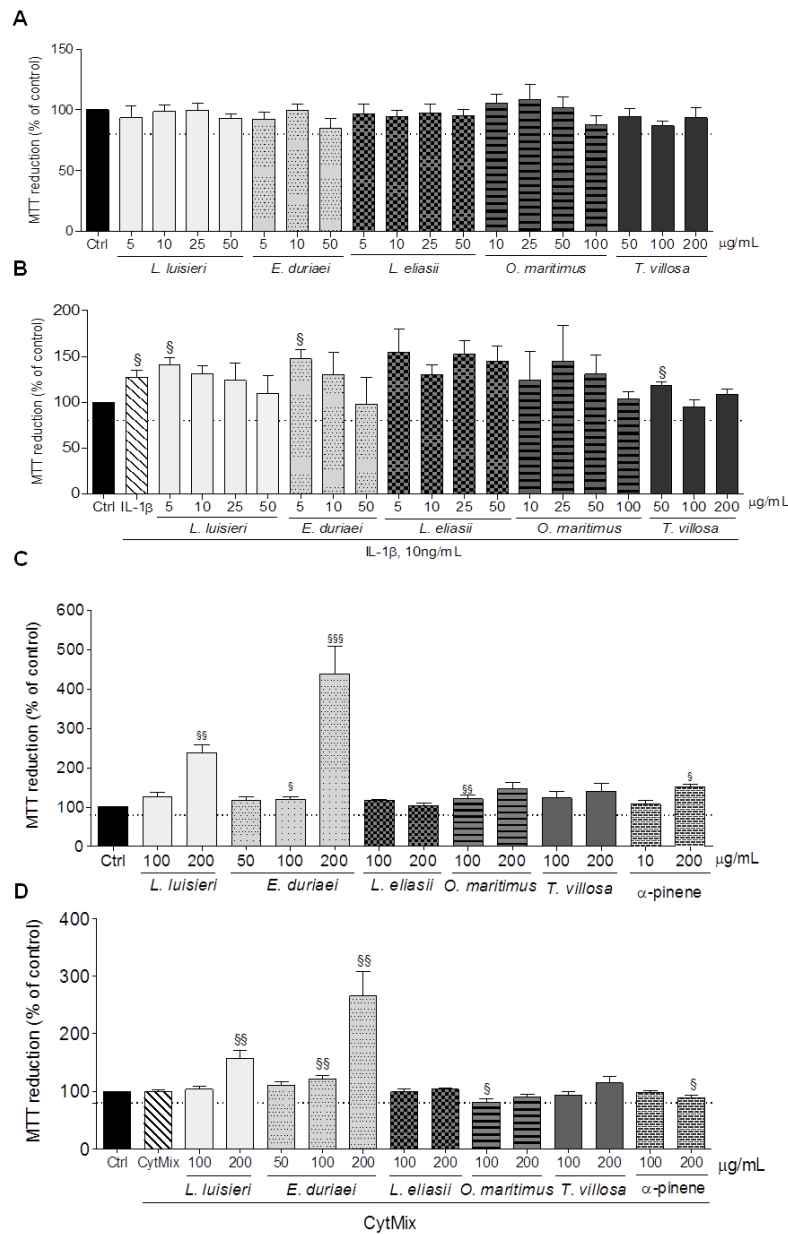 A
MTT reduction (% of control)
150
100
50
0
Ctrl 5 10 25 50 5 10 50 5 10 25 50 10 25 50 100 50 100 200 μg/mL
L. luisieri E. duriaei L. eliasii O. maritimus T. villosa
B
MTT reduction (% of control)
200
150
100
50
0
§ § § §
Ctrl IL-1β 5 10 25 50 5 10 50 5 10 25 50 10 25 50 100 50 100 200 μg/mL
L. luisieri E. duriaei L. eliasii O. maritimus T. villosa
IL-1β, 10ng/mL
C
MTT reduction (% of control)
600
500
400
300
200
100
0
§§ § §§§ §§ §
Ctrl 100 200 50 100 200 100 200 100 200 100 200 10 200 μg/mL
L. luisieri E. duriaei L. eliasii O. maritimus T. villosa α-pinene
D
MTT reduction (% of control)
400
300
200
100
0
§§ §§ §§ § §
Ctrl CytMix 100 200 50 100 200 100 200 100 200 100 200 100 200 μg/mL
L. luisieri E. duriaei L. eliasii O. maritimus T. villosa α-pinene
CytMix